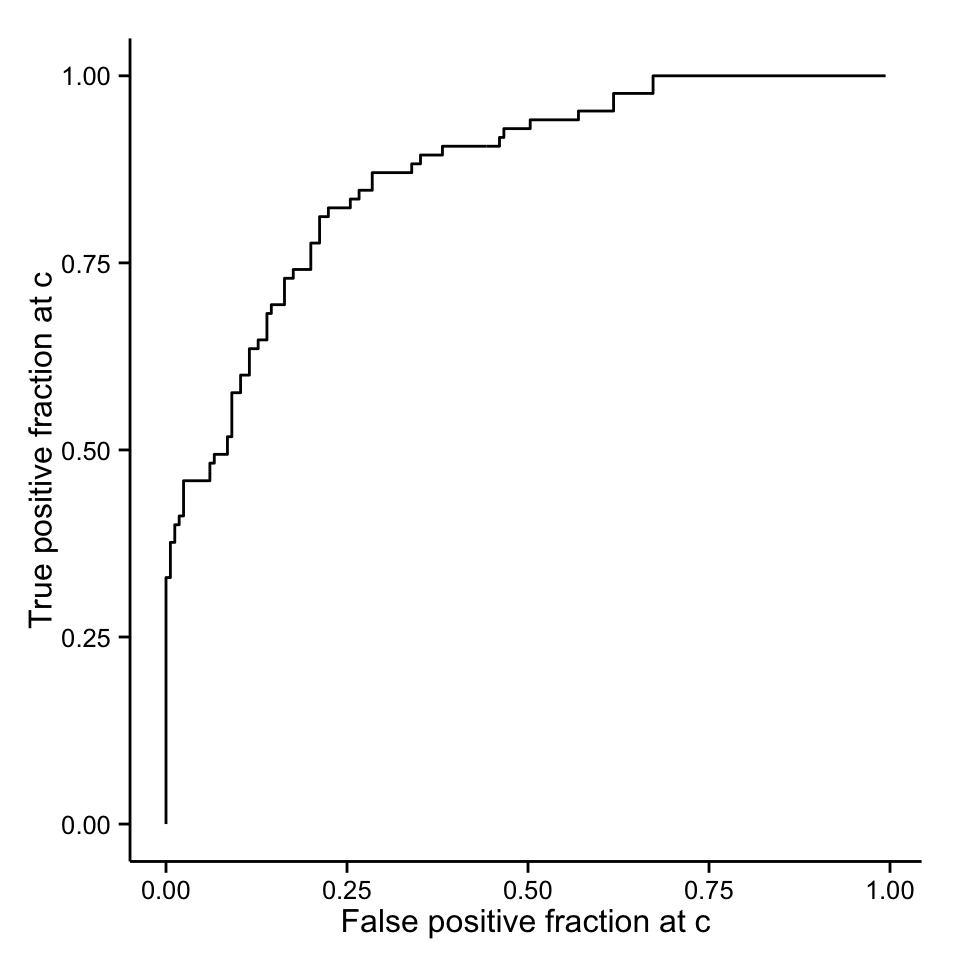 1.00
0.75
0.50
0.25
0.00
True positive fraction at c
0.00 0.25 0.50 0.75 1.00
False positive fraction at c